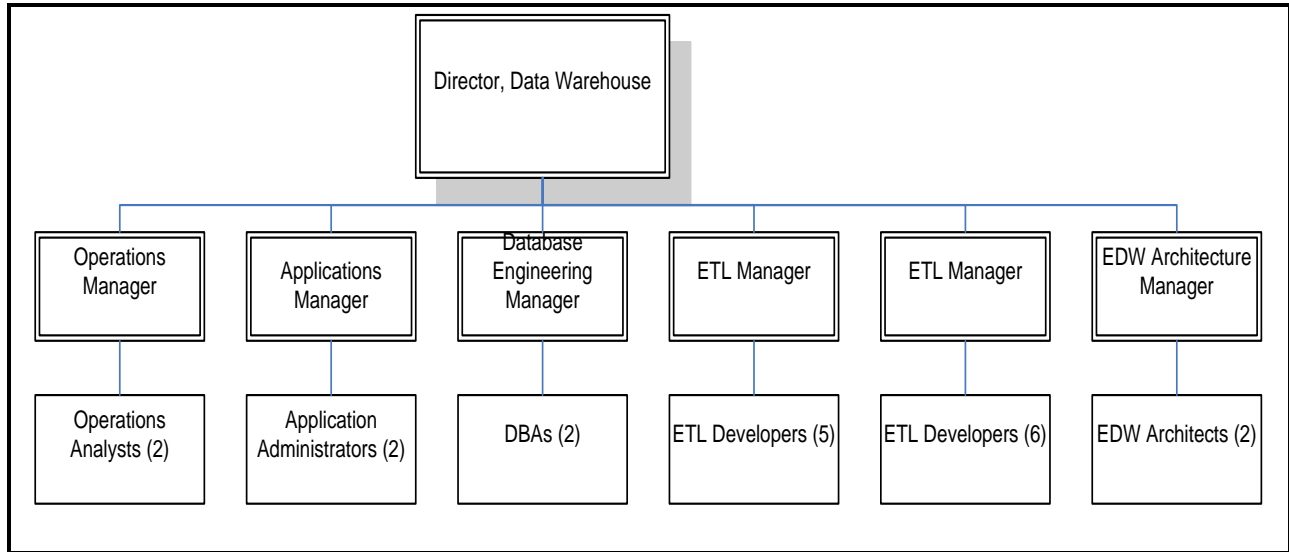 Director, Data Warehouse
Operations
Manager
Applications
Manager
Database
Engineering
Manager
ETL Manager
ETL Manager
EDW Architecture
Manager
Operations
Analysts (2)
Application
Administrators (2)
DBAs (2)
ETL Developers (5)
ETL Developers (6)
EDW Architects (2)